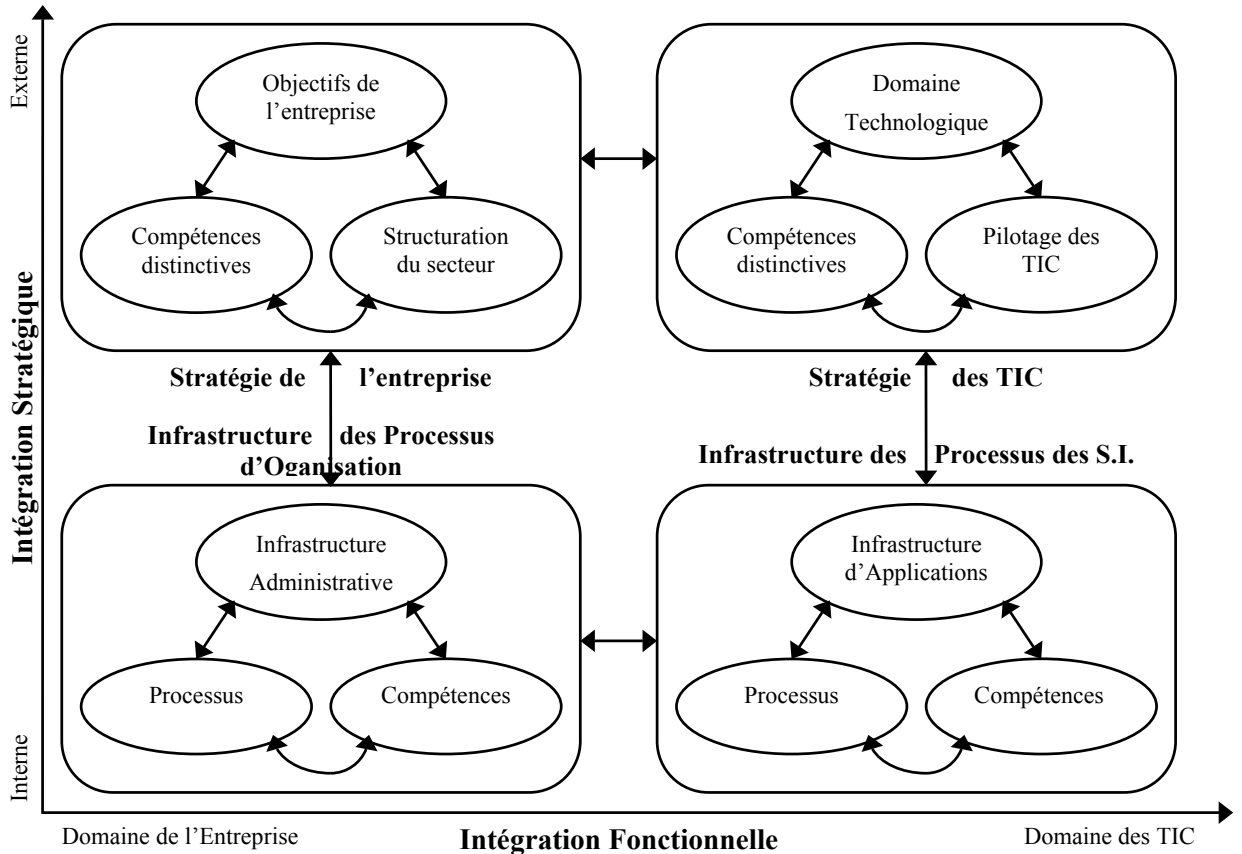 Externe
Intégration Stratégique
Interne
Objectifs de
l'entreprise
Compétences
distinctives
Structuration
du secteur
Domaine
Technologique
Compétences
distinctives
Pilotage des
TIC
Stratégie de l'entreprise
Infrastructure des Processus
d'Oganisation
Stratégie des TIC
Infrastructure des Processus des S.I.
Infrastructure
Administrative
Processus
Compétences
Infrastructure
d'Applications
Processus
Compétences
Domaine de l'Entreprise
Intégration Fonctionnelle
Domaine des TIC